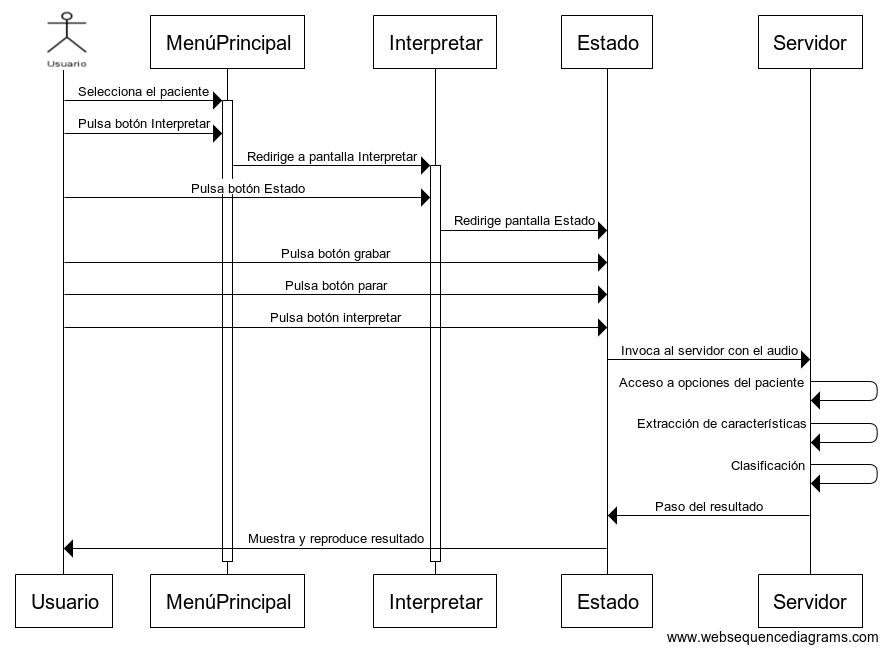 Usuario
MenúPrincipal
Interpretar
Estado
Servidor
Selecciona el paciente
Pulsa botón Interpretar
Redirige a pantalla Interpretar
Pulsa botón Estado
Redirige pantalla Estado
Pulsa botón grabar
Pulsa botón parar
Pulsa botón interpretar
Invoca al servidor con el audio
Acceso a opciones del paciente
Extracción de características
Clasificación
Paso del resultado
Muestra y reproduce resultado
Usuario
MenúPrincipal
Interpretar
Estado
Servidor
www.websequencediagrams.com